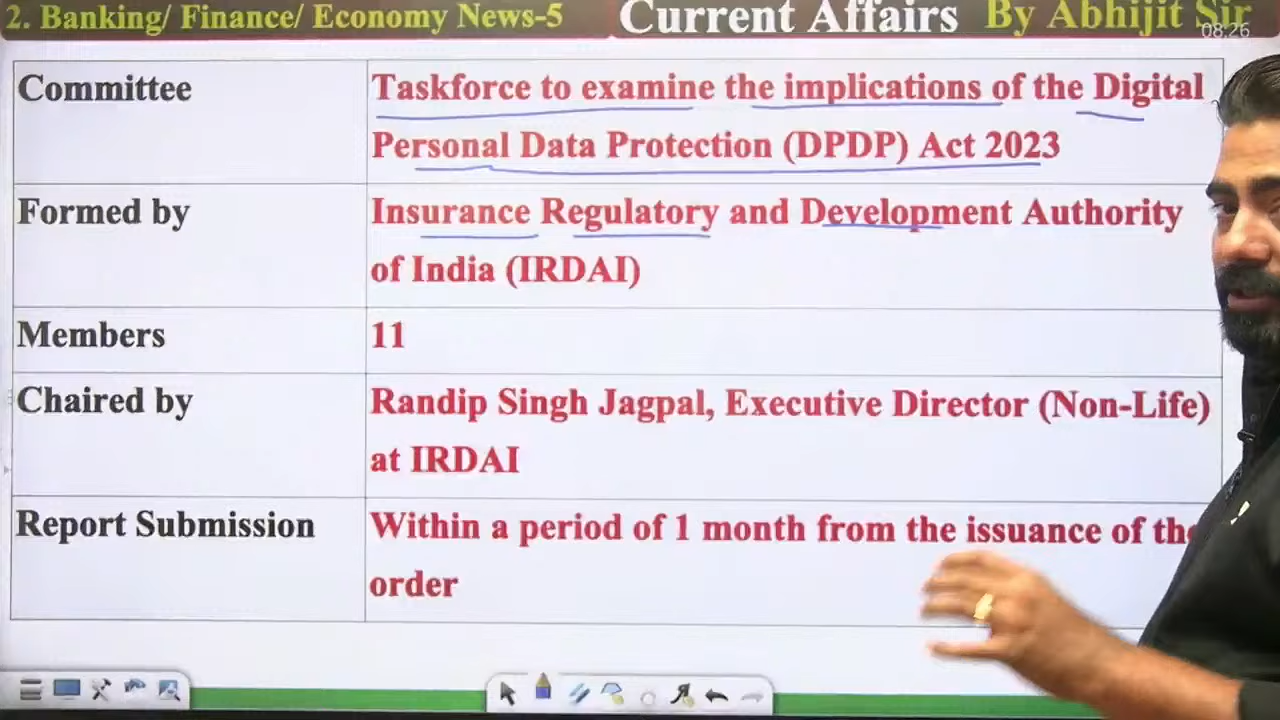 2. Banking/ Finance/ Economy News-5
Current Affairs By Abhijit Sir
08:26
Committee
Taskforce to examine the implications of the Digital
Personal Data Protection (DPDP) Act 2023
Formed by
Insurance Regulatory and Development Authority
of India (IRDAI)
Members
11
Chaired by
Randip Singh Jagpal, Executive Director (Non-Life)
at IRDAI
Report Submission
Within a period of 1 month from the issuance of the
order